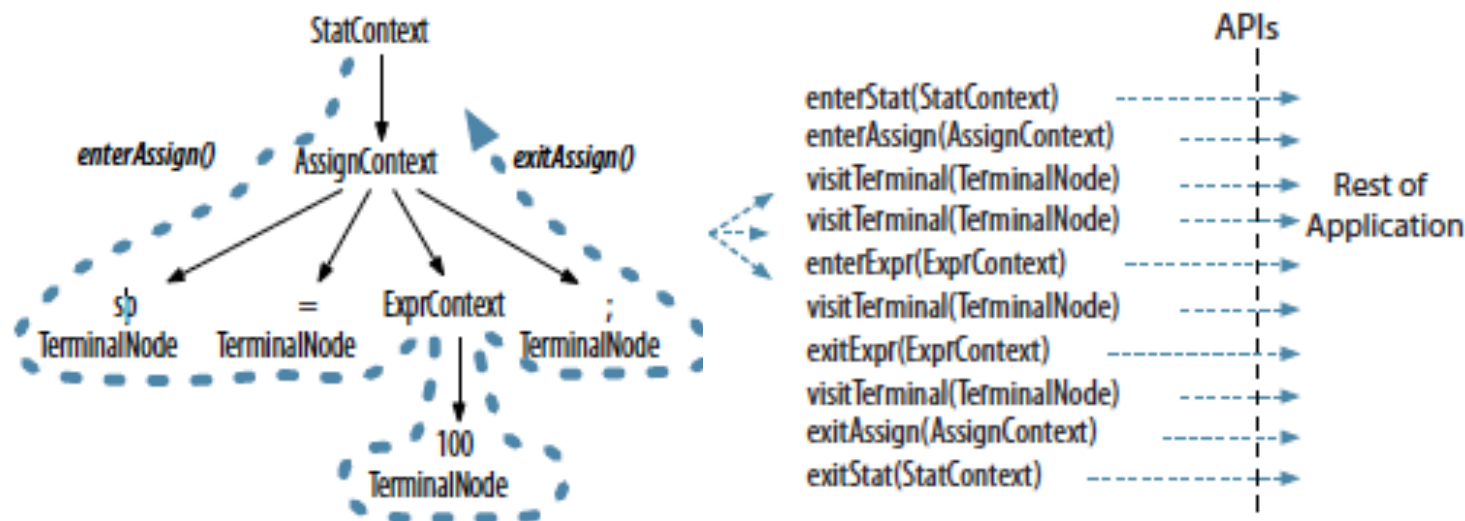 StatContext
enterAssign()
AssignContext
exitAssign()
sp
=
ExprContext
;
TerminalNode
TerminalNode
TerminalNode
100
TerminalNode
APIs
enterStat(StatContext)
enterAssign(AssignContext)
visitTerminal(TerminalNode)
visitTerminal(TerminalNode)
enterExpr(ExprContext)
visitTerminal(TerminalNode)
exitExpr(ExprContext)
visitTerminal(TerminalNode)
exitAssign(AssignContext)
exitStat(StatContext)
Rest of
Application